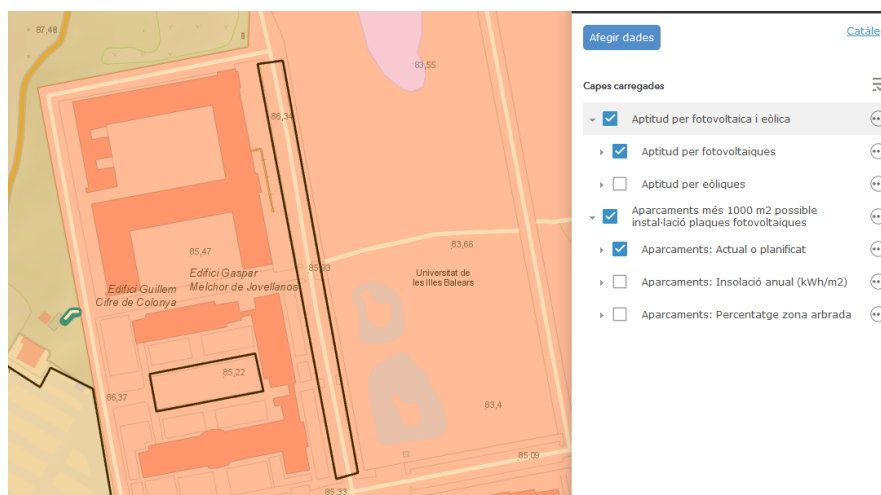 87,48
83,55
86,34
85,47
83,66
85,93
Edifici Gaspar
Melchor de Jovellanos
Edifici Guillem
Cifre de Colonya
Universitat de
les Illes Balears
85,22
86,37
83,4
85,09
85,33
Afegir dades
Catàle
Capes carregades
Aptitud per fotovoltaica i eòlica
Aptitud per fotovoltaiques
Aptitud per eòliques
Aparcaments més 1000 m2 possible
instal·lació plaques fotovoltaiques
Aparcaments: Actual o planificat
Aparcaments: Insolació anual (kWh/m2)
Aparcaments: Percentatge zona arbrada